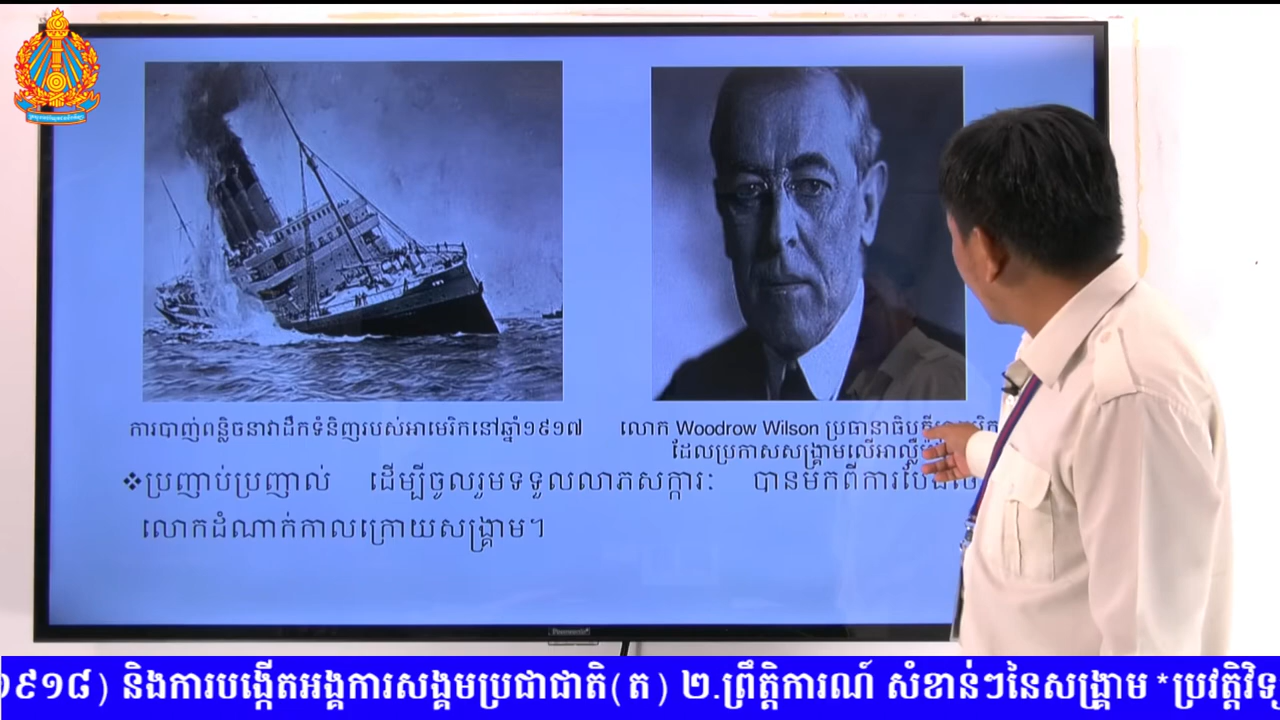 ការបាញ់ពន្លិចនាវាដឹកទំនិញរបស់អាមេរិកនៅឆ្នាំ១៩១៧
លោក Woodrow Wilson ប្រធានាធិបតី
ដែលប្រកាសសង្គ្រាមលើអាល្លឺម៉
❖ប្រញាប់ប្រញាល់ ដើម្បីចូលរួមទទួលលាភសក្ការៈ បានមកពីការបែងចែ
លោកដំណាក់កាលក្រោយសង្គ្រាម។
Panasonic
១៩១៨) និងការបង្កើតអង្គការសង្គមប្រជាជាតិ(ត) ២.ព្រឹត្តិការណ៍ សំខាន់ៗនៃសង្គ្រាម *ប្រវត្តិវិទ្យ